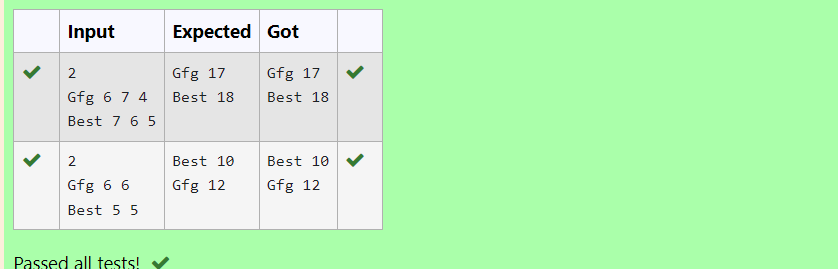 Input Expected Got
2 Gfg 17 Gfg 17
Gfg 6 7 4 Best 18 Best 18
Best 7 6 5
2 Best 10 Best 10
Gfg 6 6 Gfg 12 Gfg 12
Best 5 5
Passed all tests!